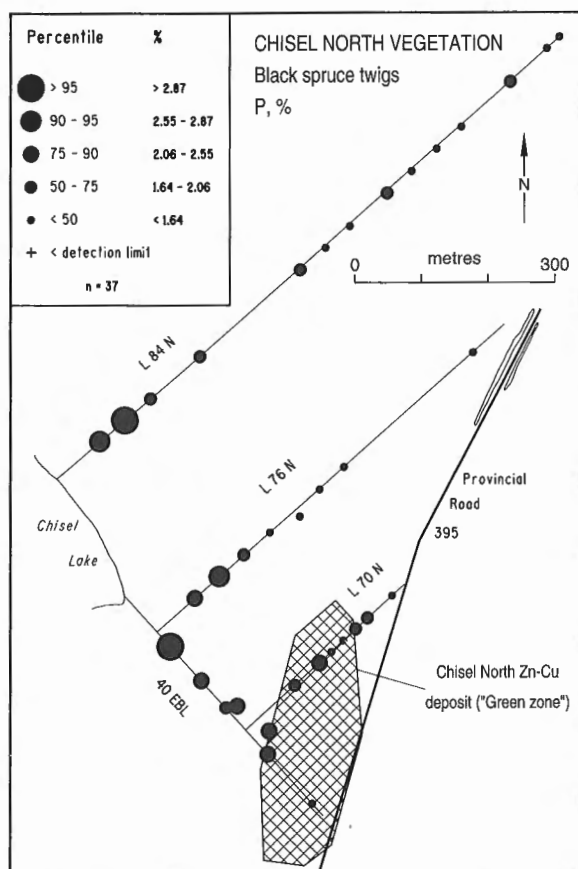 Percentile %
> 95 > 2.87
90 – 95 2.55 – 2.87
75 – 90 2.06 – 2.55
50 – 75 1.64 – 2.06
< 50 < 1.64
+ < detection limit
n = 37
CHISEL NORTH VEGETATION
Black spruce twigs
P, %
N
metres
0 300
L 84 N
L 76 N
Provincial
Road
395
Chisel
Lake
L 70 N
Chisel North Zn-Cu
deposit ("Green zone")
40 EBL